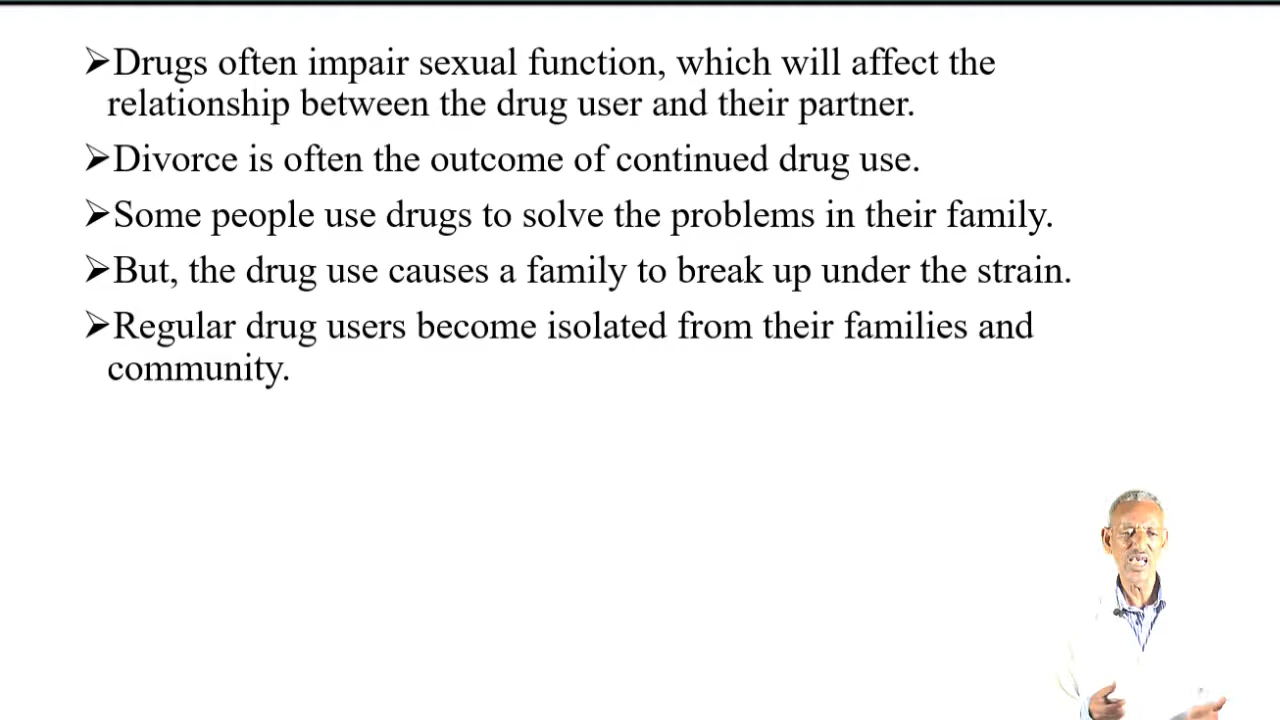 ➢Drugs often impair sexual function, which will affect the
relationship between the drug user and their partner.
➢Divorce is often the outcome of continued drug use.
➢Some people use drugs to solve the problems in their family.
➢But, the drug use causes a family to break up under the strain.
➢Regular drug users become isolated from their families and
community.